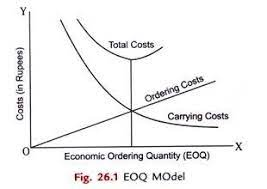 Y
Total Costs
Ordering Costs
Costs (in Rupees)
Carrying Costs
O
X
Economic Ordering Quantity (EOQ)
Fig. 26.1 EOQ MOdel